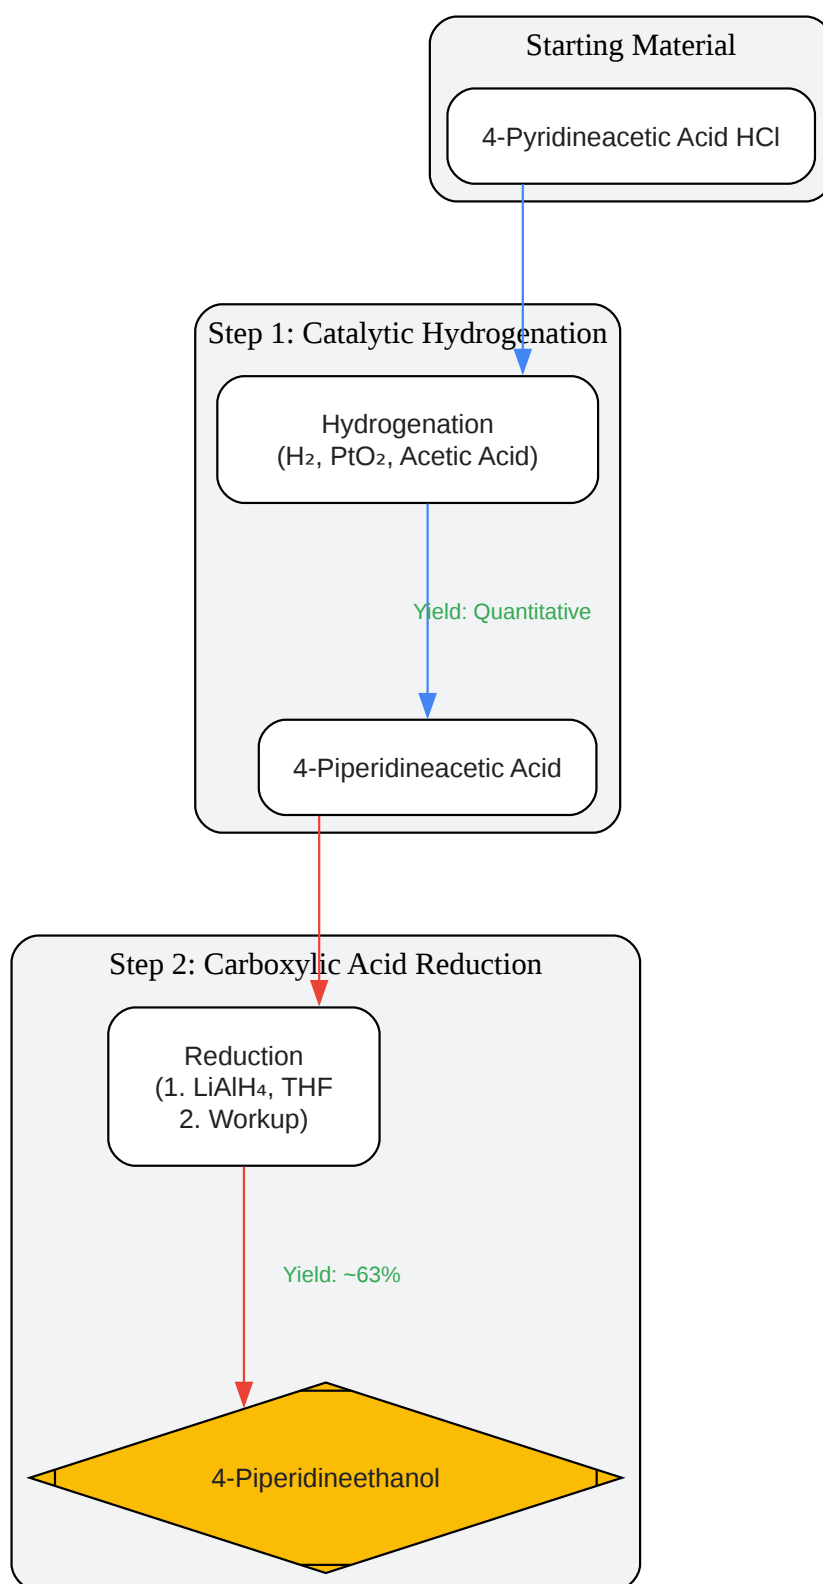 Starting Material
4-Pyridineacetic Acid HCl
Step 1: Catalytic Hydrogenation
Hydrogenation
(H₂, PtO₂, Acetic Acid)
Yield: Quantitative
4-Piperidineacetic Acid
Step 2: Carboxylic Acid Reduction
Reduction
(1. LiAlH₄, THF
2. Workup)
Yield: ~63%
4-Piperidineethanol